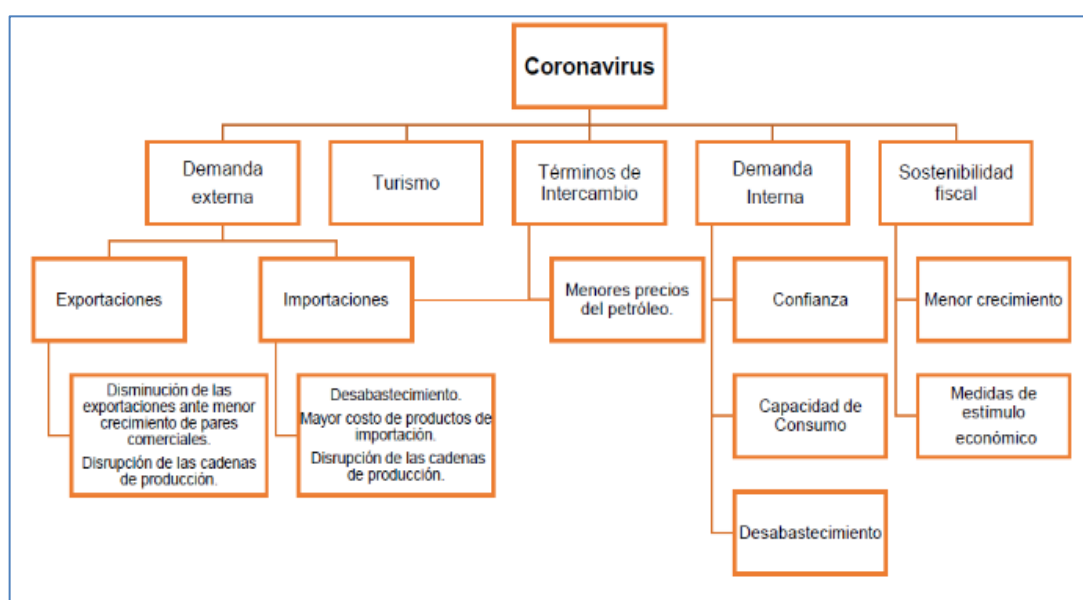 Coronavirus
Demanda
externa
Turismo
Términos de
Intercambio
Demanda
Interna
Sostenibilidad
fiscal
Exportaciones
Importaciones
Menores precios
del petróleo.
Confianza
Menor crecimiento
Disminución de las
exportaciones ante menor
crecimiento de pares
comerciales.
Disrupción de las cadenas
de producción.
Desabastecimiento.
Mayor costo de productos de
importación.
Disrupción de las cadenas
de producción.
Capacidad de
Consumo
Medidas de
estímulo
económico
Desabastecimiento